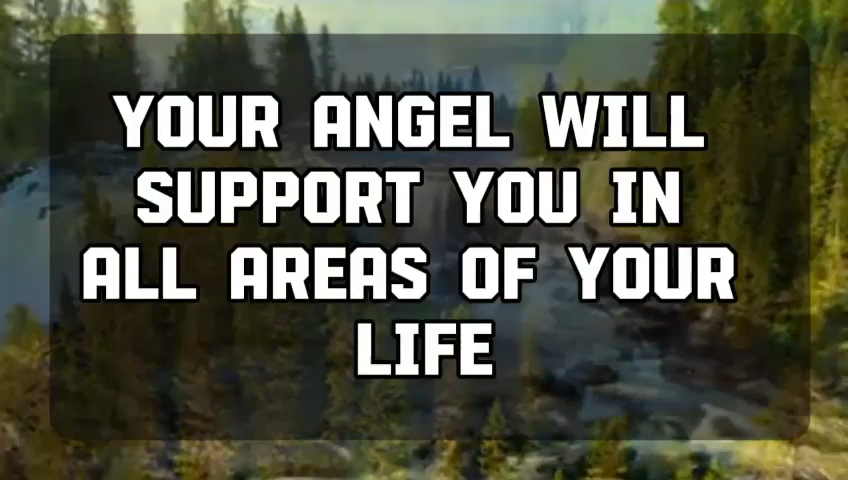 YOUR ANGEL WILL
SUPPORT YOU IN
ALL AREAS OF YOUR
LIFE